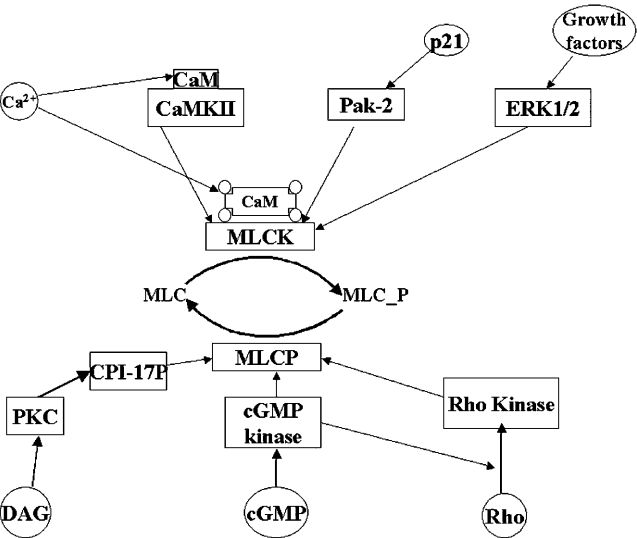 Growth
factors
p21
CaM
Ca²⁺
CaMKII
Pak-2
ERK1/2
CaM
MLCK
MLC
MLC_P
MLCP
CPI-17P
PKC
cGMP
kinase
Rho Kinase
DAG
cGMP
Rho